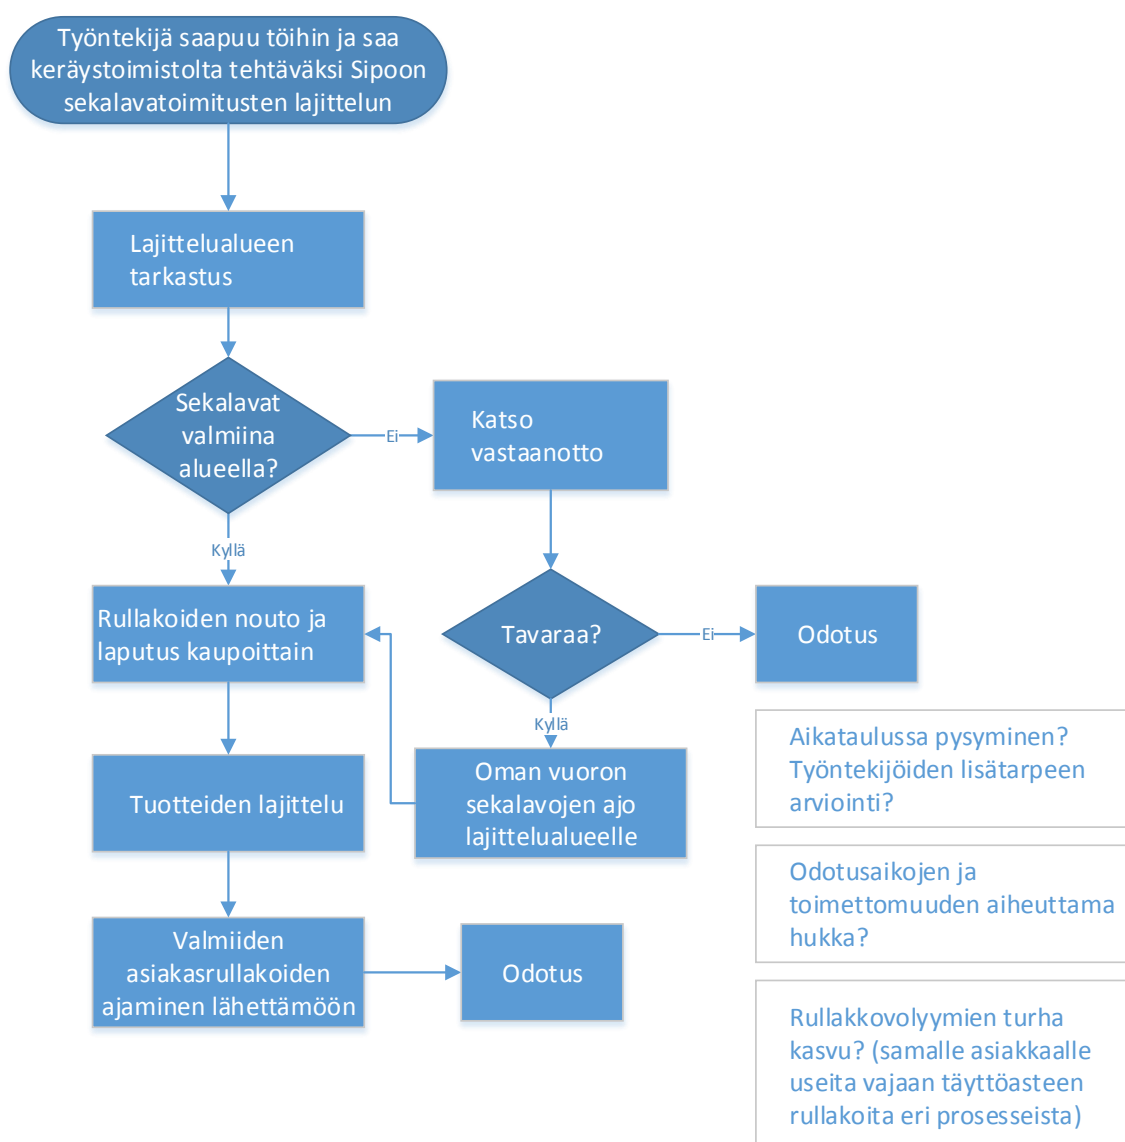 Työntekijä saapuu töihin ja saa
keräystoimistolta tehtäväksi Sipoon
sekalavatoimitusten lajittelun
Lajittelualueen
tarkastus
Sekalavat
valmiina
alueella?
Ei
Katso
vastaanotto
Kyllä
Rullakoiden nouto ja
laputus kaupoittain
Tavaraa?
Ei
Odotus
Kyllä
Oman vuoron
sekalavojen ajo
lajittelualueelle
Tuotteiden lajittelu
Valmiiden
asiakasrullakoiden
ajaminen lähettämöön
Odotus
Aikataulussa pysyminen?
Työntekijöiden lisätarpeen
arviointi?
Odotusaikojen ja
toimettomuuden aiheuttama
hukka?
Rullakkovolyymien turha
kasvu? (samalle asiakkaalle
useita vajaan täyttöasteen
rullakoita eri prosesseista)